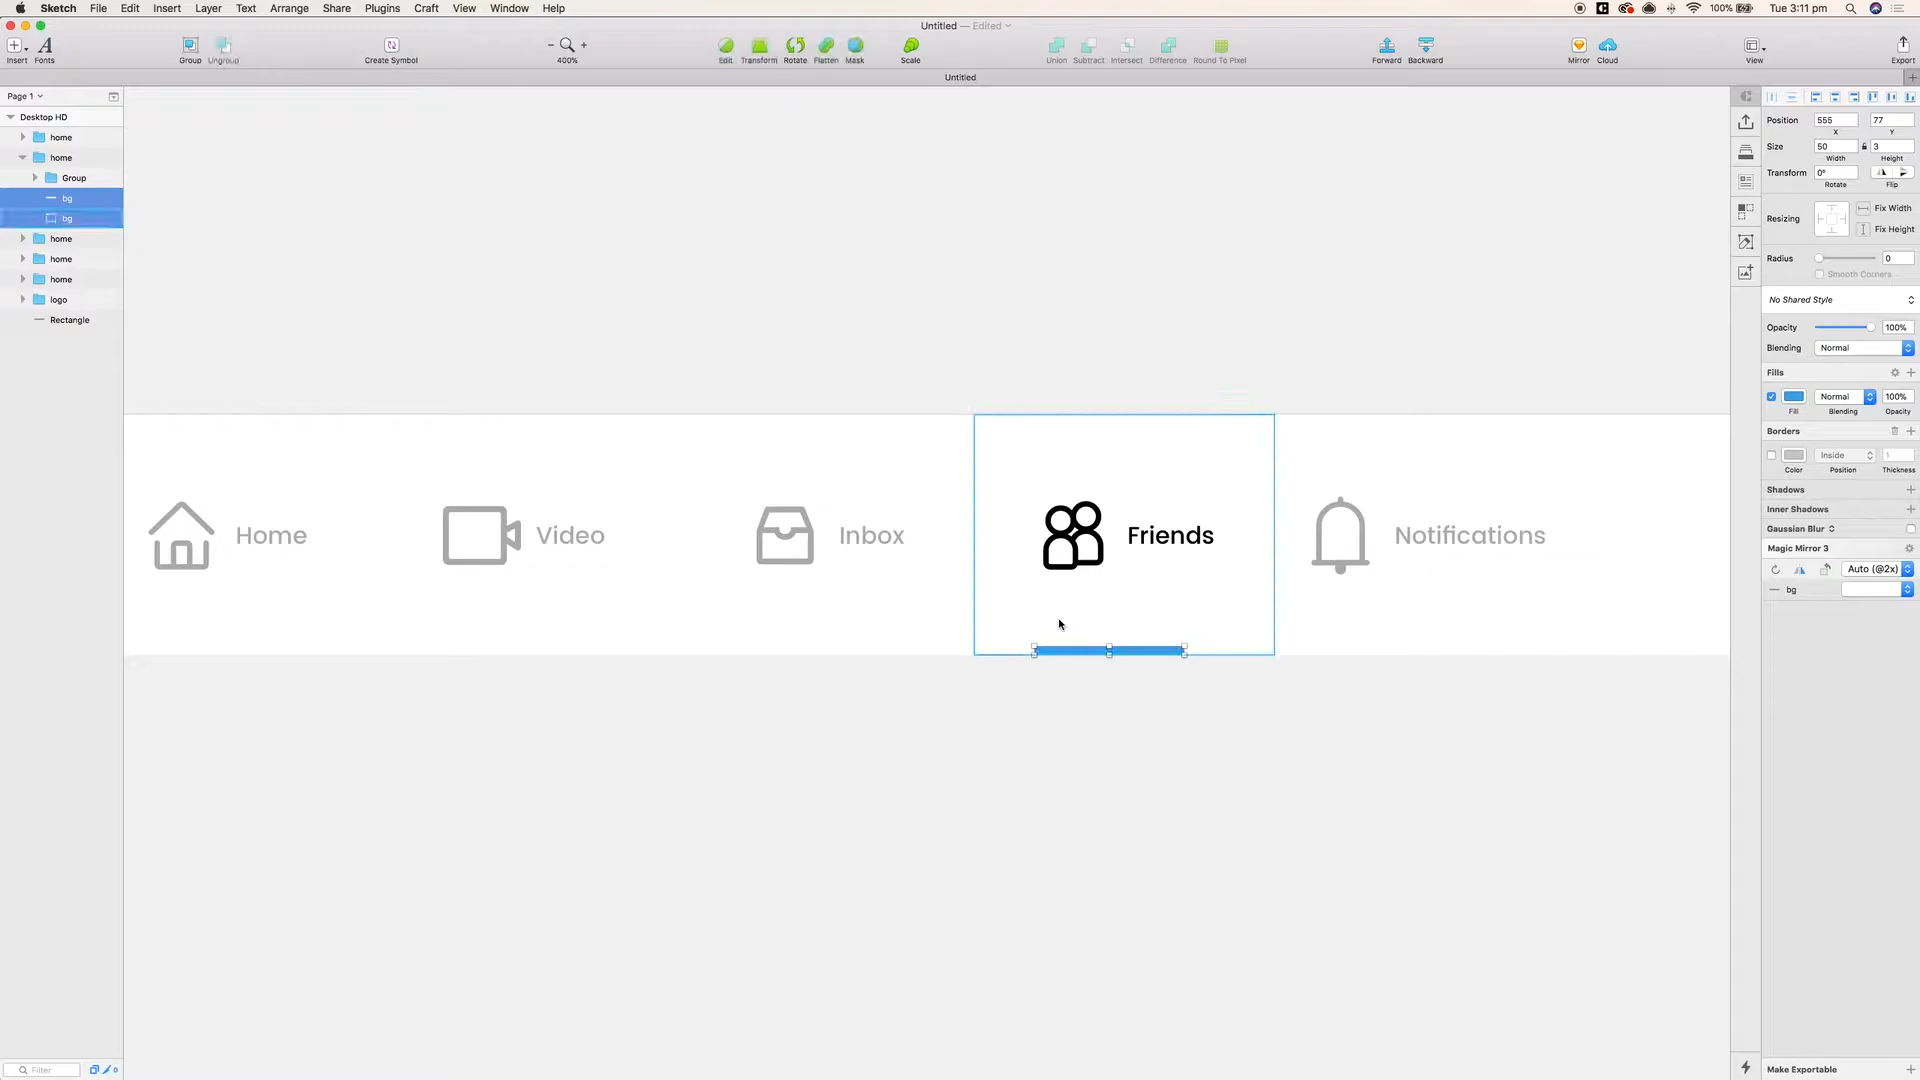 Sketch File Edit Insert Layer Text Arrange Share Plugins Craft View Window Help
100% Tue 3:11 pm
Untitled — Edited
Insert Fonts Group Ungroup Create Symbol 400% Edit Transform Rotate Flatten Mask Scale Union Subtract Intersect Difference Round To Pixel Forward Backward Mirror Cloud View Export
Untitled
Page 1
Desktop HD
home
home
Group
bg
bg
home
home
home
logo
Rectangle
Filter
0
Home
Video
Inbox
Friends
Notifications
Position 555 77
X Y
Size 50 3
Width Height
Transform 0°
Rotate Flip
Resizing
Fix Width
Fix Height
Radius 0
Smooth Corners
No Shared Style
Opacity 100%
Blending Normal
Fills
Normal 100%
Fill Blending Opacity
Borders
Inside 1
Color Position Thickness
Shadows
Inner Shadows
Gaussian Blur
Magic Mirror 3
Auto (@2x)
bg
Make Exportable